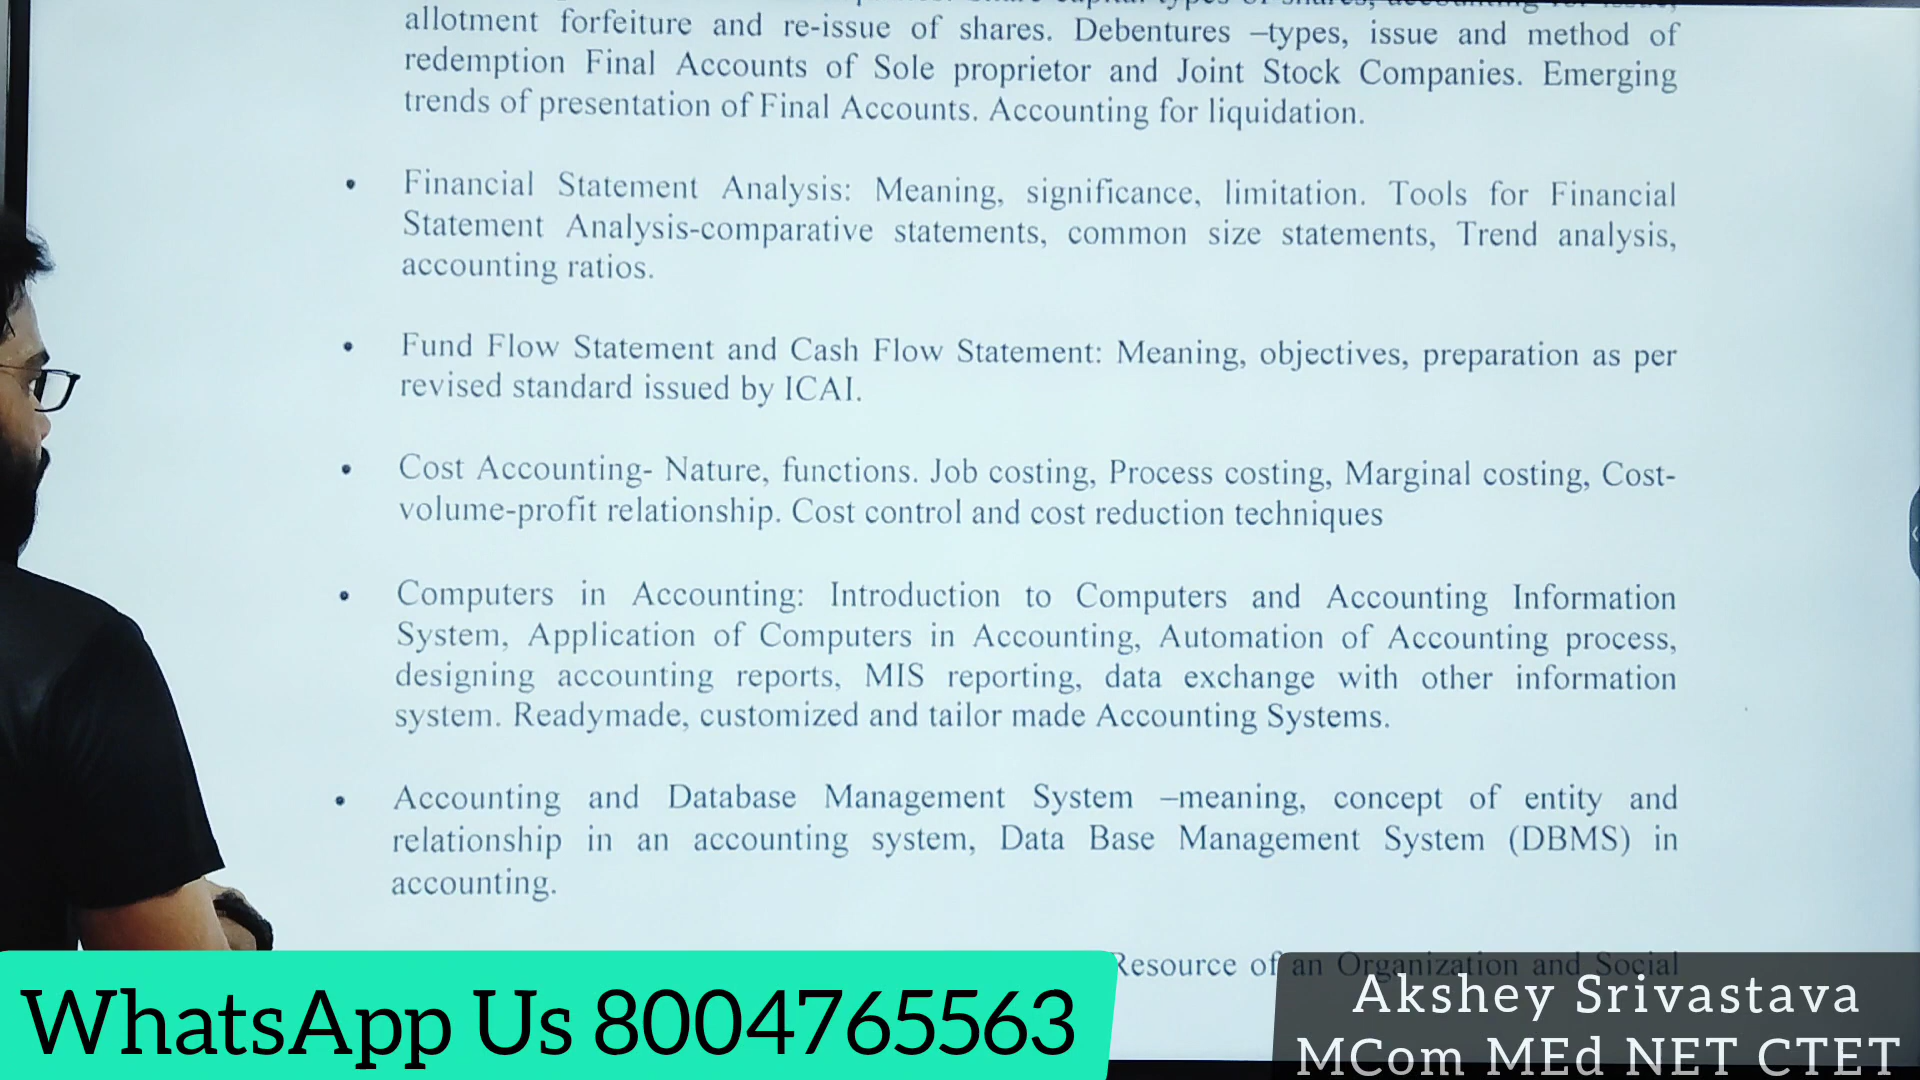 allotment forfeiture and re-issue of shares. Debentures –types, issue and method of
redemption Final Accounts of Sole proprietor and Joint Stock Companies. Emerging
trends of presentation of Final Accounts. Accounting for liquidation.
• Financial Statement Analysis: Meaning, significance, limitation. Tools for Financial
Statement Analysis-comparative statements, common size statements, Trend analysis,
accounting ratios.
• Fund Flow Statement and Cash Flow Statement: Meaning, objectives, preparation as per
revised standard issued by ICAI.
• Cost Accounting- Nature, functions. Job costing, Process costing, Marginal costing, Cost-
volume-profit relationship. Cost control and cost reduction techniques
• Computers in Accounting: Introduction to Computers and Accounting Information
System, Application of Computers in Accounting, Automation of Accounting process,
designing accounting reports, MIS reporting, data exchange with other information
system. Readymade, customized and tailor made Accounting Systems.
• Accounting and Database Management System –meaning, concept of entity and
relationship in an accounting system, Data Base Management System (DBMS) in
accounting.
Resource of an Organization and Social
WhatsApp Us 8004765563
Akshey Srivastava
MCom MEd NET CTET